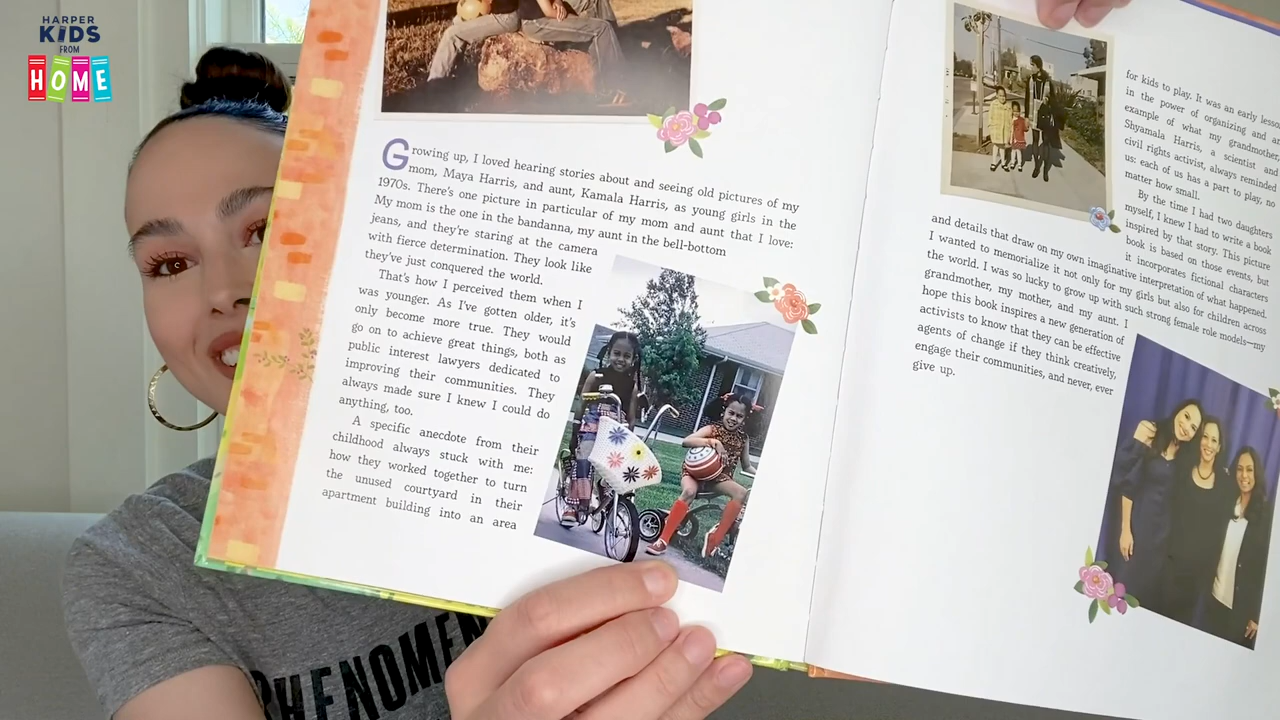 HARPER
KiDS
FROM
HOME
Growing up, I loved hearing stories about and seeing old pictures of my
mom, Maya Harris, and aunt, Kamala Harris, as young girls in the
1970s. There's one picture in particular of my mom and aunt that I love:
My mom is the one in the bandanna, my aunt in the bell-bottom
jeans, and they're staring at the camera
with fierce determination. They look like
they've just conquered the world.
That's how I perceived them when I
was younger. As I've gotten older, it's
only become more true. They would
go on to achieve great things, both as
public interest lawyers dedicated to
improving their communities. They
always made sure I knew I could do
anything, too.
A specific anecdote from their
childhood always stuck with me:
how they worked together to turn
the unused courtyard in their
apartment building into an area
for kids to play. It was an early lesso
in the power of organizing and an
example of what my grandmother
Shyamala Harris, a scientist and
civil rights activist, always reminded
us: each of us has a part to play, no
matter how small.
By the time I had two daughters
myself, I knew I had to write a book
inspired by that story. This picture
book is based on those events, but
it incorporates fictional characters
and details that draw on my own imaginative interpretation of what happened.
I wanted to memorialize it not only for my girls but also for children across
the world. I was so lucky to grow up with such strong female role models—my
grandmother, my mother, and my aunt. I
hope this book inspires a new generation of
activists to know that they can be effective
agents of change if they think creatively,
engage their communities, and never, ever
give up.
PHENOMEN